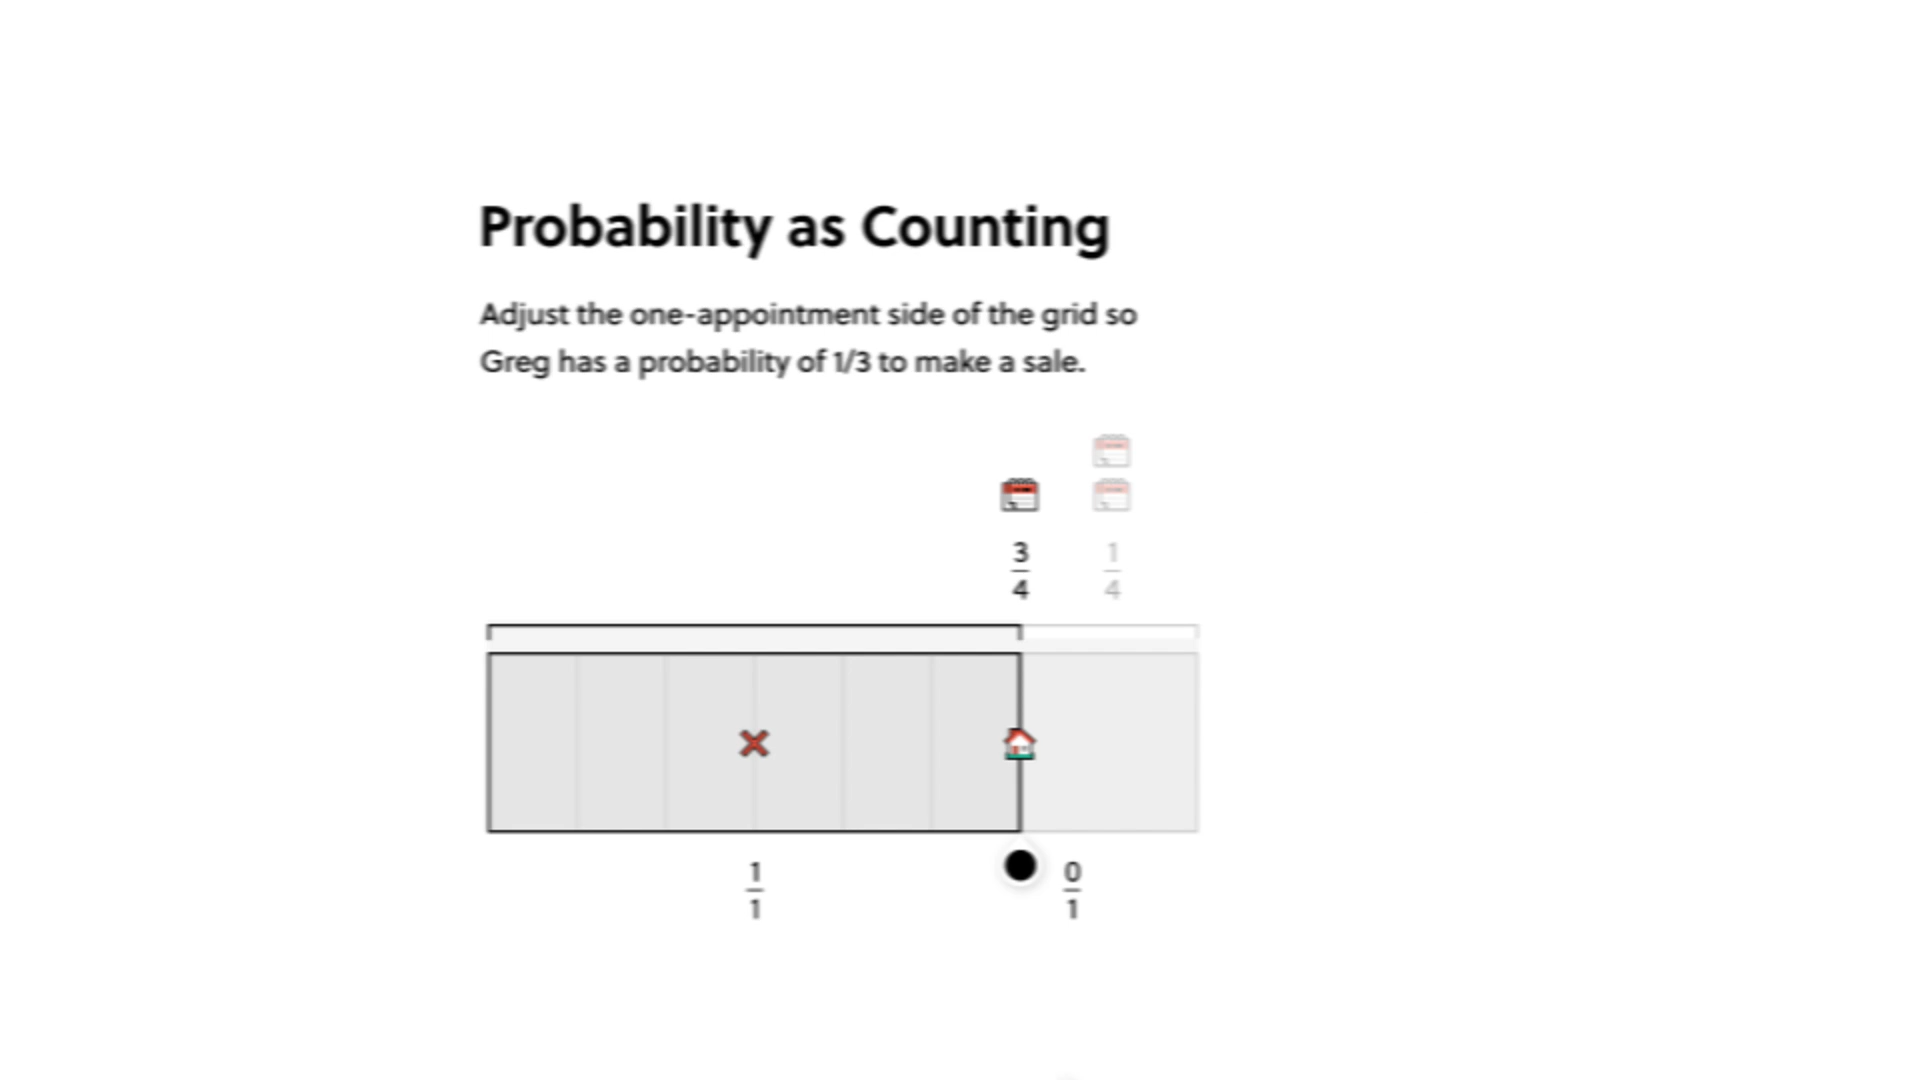 Probability as Counting
Adjust the one-appointment side of the grid so
Greg has a probability of 1/3 to make a sale.
3 1
4 4
1 0
1 1